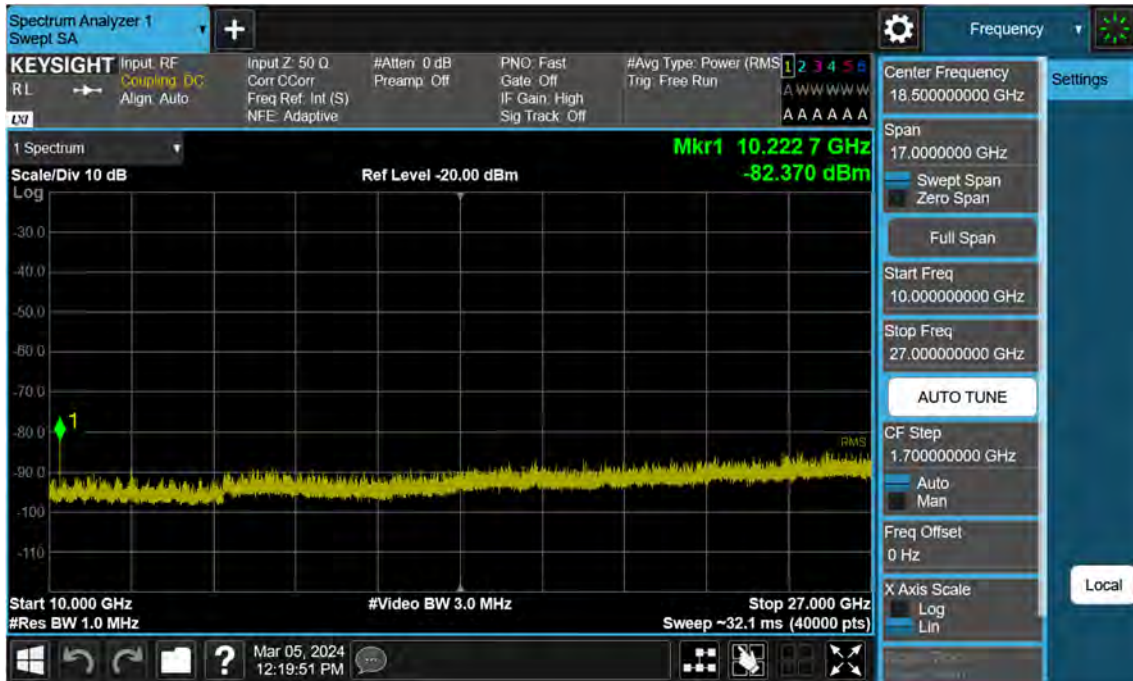 Spectrum Analyzer 1
Swept SA
+
Frequency
KEYSIGHT
RL
LXI
Input: RF
Coupling: DC
Align: Auto
Input Z: 50 Ω
Corr CCorr
Freq Ref: Int (S)
NFE: Adaptive
#Atten: 0 dB
Preamp: Off
PNO: Fast
Gate: Off
IF Gain: High
Sig Track: Off
#Avg Type: Power (RMS
Trig: Free Run
1 2 3 4 5 6
A W W W W W
A A A A A A
1 Spectrum
Scale/Div 10 dB
Ref Level -20.00 dBm
Mkr1 10.222 7 GHz
-82.370 dBm
Log
-30.0
-40.0
-50.0
-60.0
-70.0
-80.0
-90.0
-100
-110
1
RMS
Start 10.000 GHz
#Res BW 1.0 MHz
#Video BW 3.0 MHz
Stop 27.000 GHz
Sweep ~32.1 ms (40000 pts)
Center Frequency
18.500000000 GHz
Span
17.0000000 GHz
Swept Span
Zero Span
Full Span
Start Freq
10.000000000 GHz
Stop Freq
27.000000000 GHz
AUTO TUNE
CF Step
1.700000000 GHz
Auto
Man
Freq Offset
0 Hz
X Axis Scale
Log
Lin
Settings
Local
?
Mar 05, 2024
12:19:51 PM